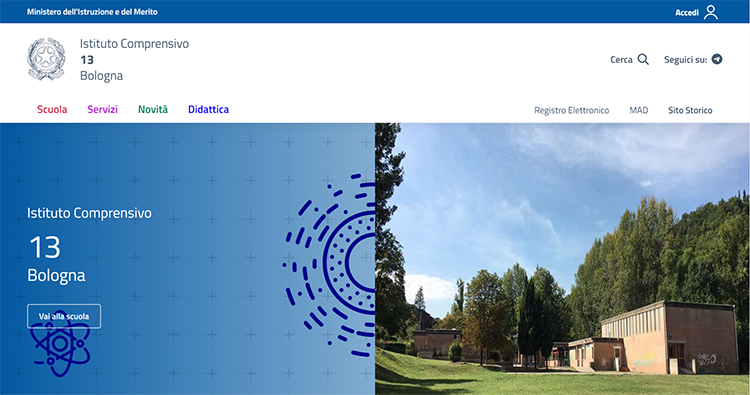 Ministero dell'Istruzione e del Merito
Accedi
Istituto Comprensivo
13
Bologna
Cerca
Seguici su:
Scuola Servizi Novità Didattica
Registro Elettronico MAD Sito Storico
Istituto Comprensivo
13
Bologna
Vai alla scuola